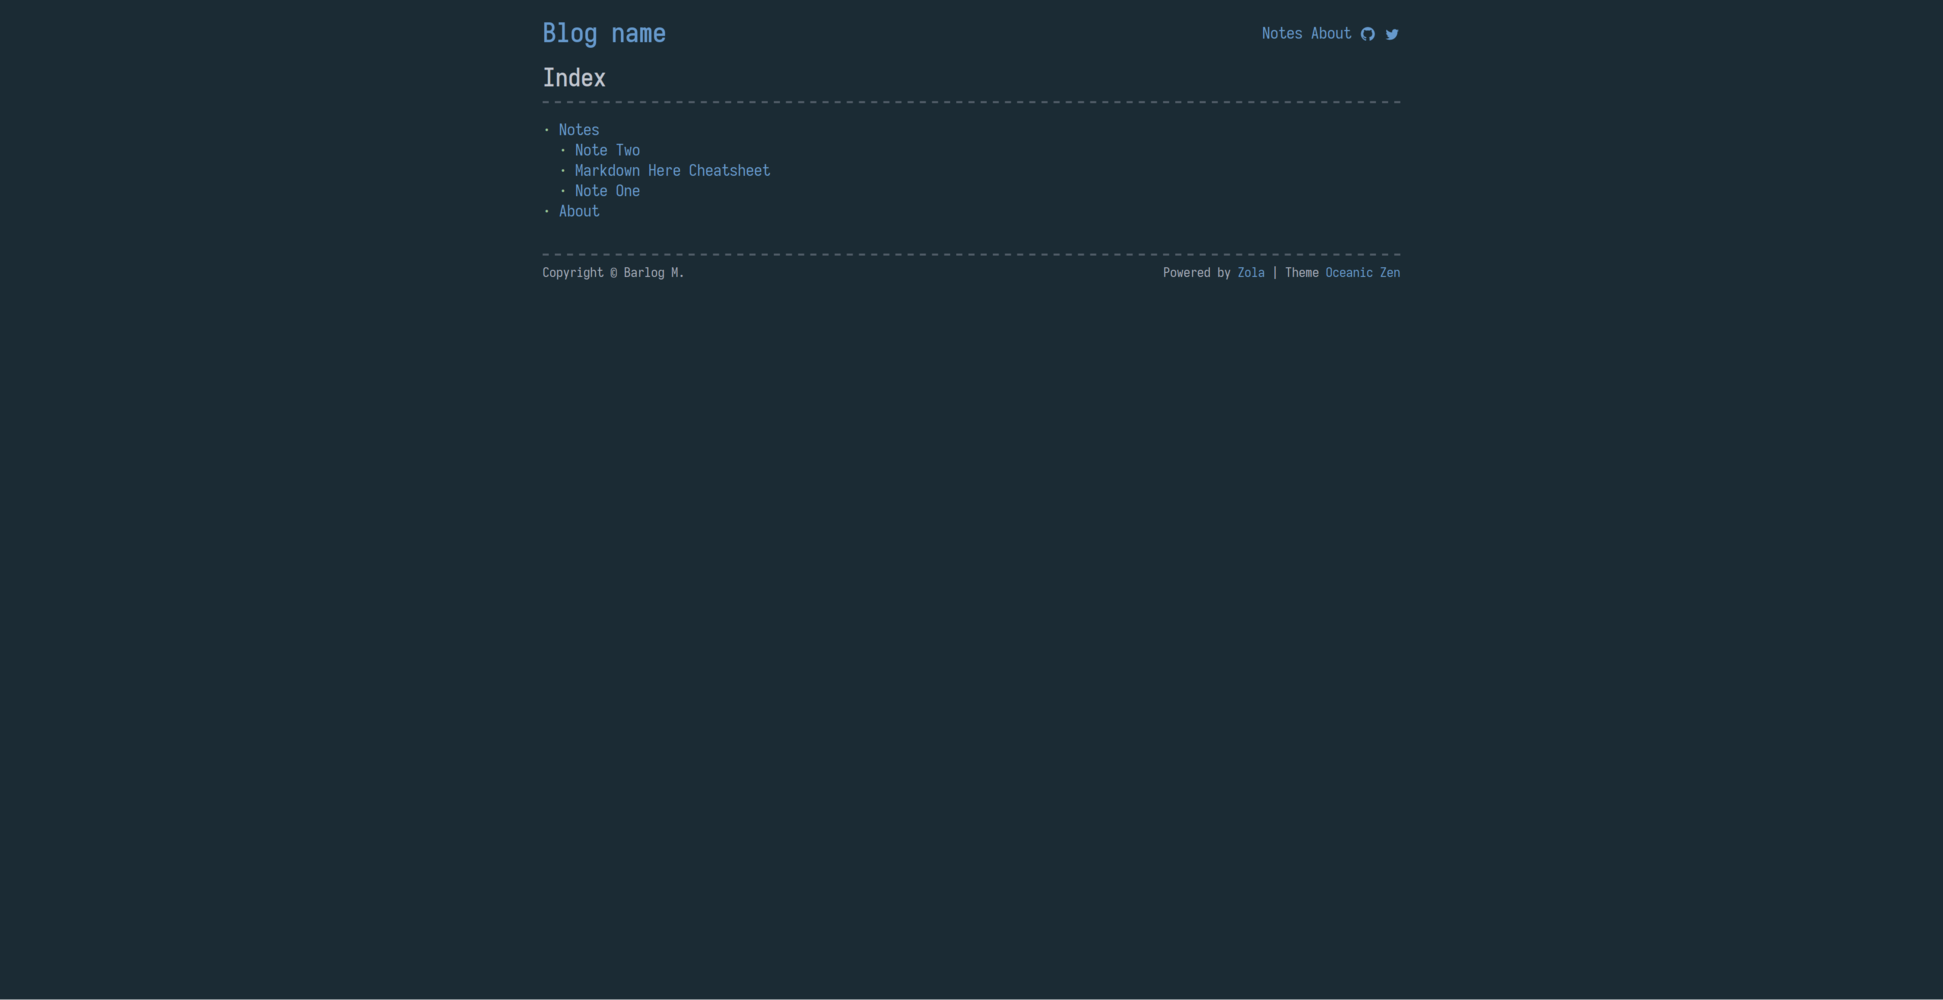 Blog name
Notes About
Index
• Notes
• Note Two
• Markdown Here Cheatsheet
• Note One
• About
Copyright © Barlog M.
Powered by Zola | Theme Oceanic Zen